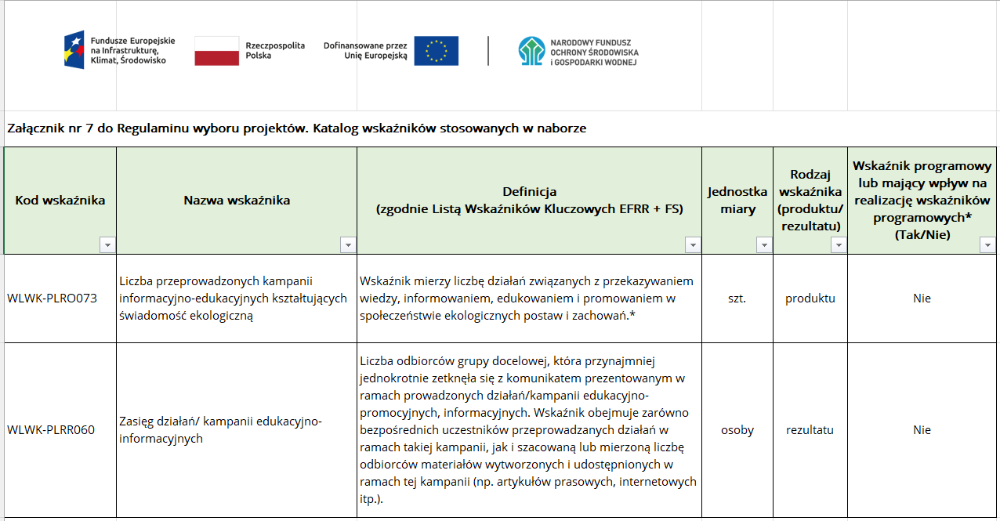 Fundusze Europejskie
na Infrastrukturę,
Klimat, Środowisko
Rzeczpospolita
Polska
Dofinansowane przez
Unię Europejską
NARODOWY FUNDUSZ
OCHRONY ŚRODOWISKA
i GOSPODARKI WODNEJ
Załącznik nr 7 do Regulaminu wyboru projektów. Katalog wskaźników stosowanych w naborze
Kod wskaźnika
Nazwa wskaźnika
Definicja
(zgodnie Listą Wskaźników Kluczowych EFRR + FS)
Jednostka
miary
Rodzaj
wskaźnika
(produktu/
rezultatu)
Wskaźnik programowy
lub mający wpływ na
realizację wskaźników
programowych*
(Tak/Nie)
WLWK-PLRO073
Liczba przeprowadzonych kampanii
informacyjno-edukacyjnych kształtujących
świadomość ekologiczną
Wskaźnik mierzy liczbę działań związanych z przekazywaniem
wiedzy, informowaniem, edukowaniem i promowaniem w
społeczeństwie ekologicznych postaw i zachowań.*
szt.
produktu
Nie
WLWK-PLRR060
Zasięg działań/ kampanii edukacyjno-
informacyjnych
Liczba odbiorców grupy docelowej, która przynajmniej
jednokrotnie zetknęła się z komunikatem prezentowanym w
ramach prowadzonych działań/kampanii edukacyjno-
promocyjnych, informacyjnych. Wskaźnik obejmuje zarówno
bezpośrednich uczestników przeprowadzanych działań w
ramach takiej kampanii, jak i szacowaną lub mierzoną liczbę
odbiorców materiałów wytworzonych i udostępnionych w
ramach tej kampanii (np. artykułów prasowych, internetowych
itp.).
osoby
rezultatu
Nie